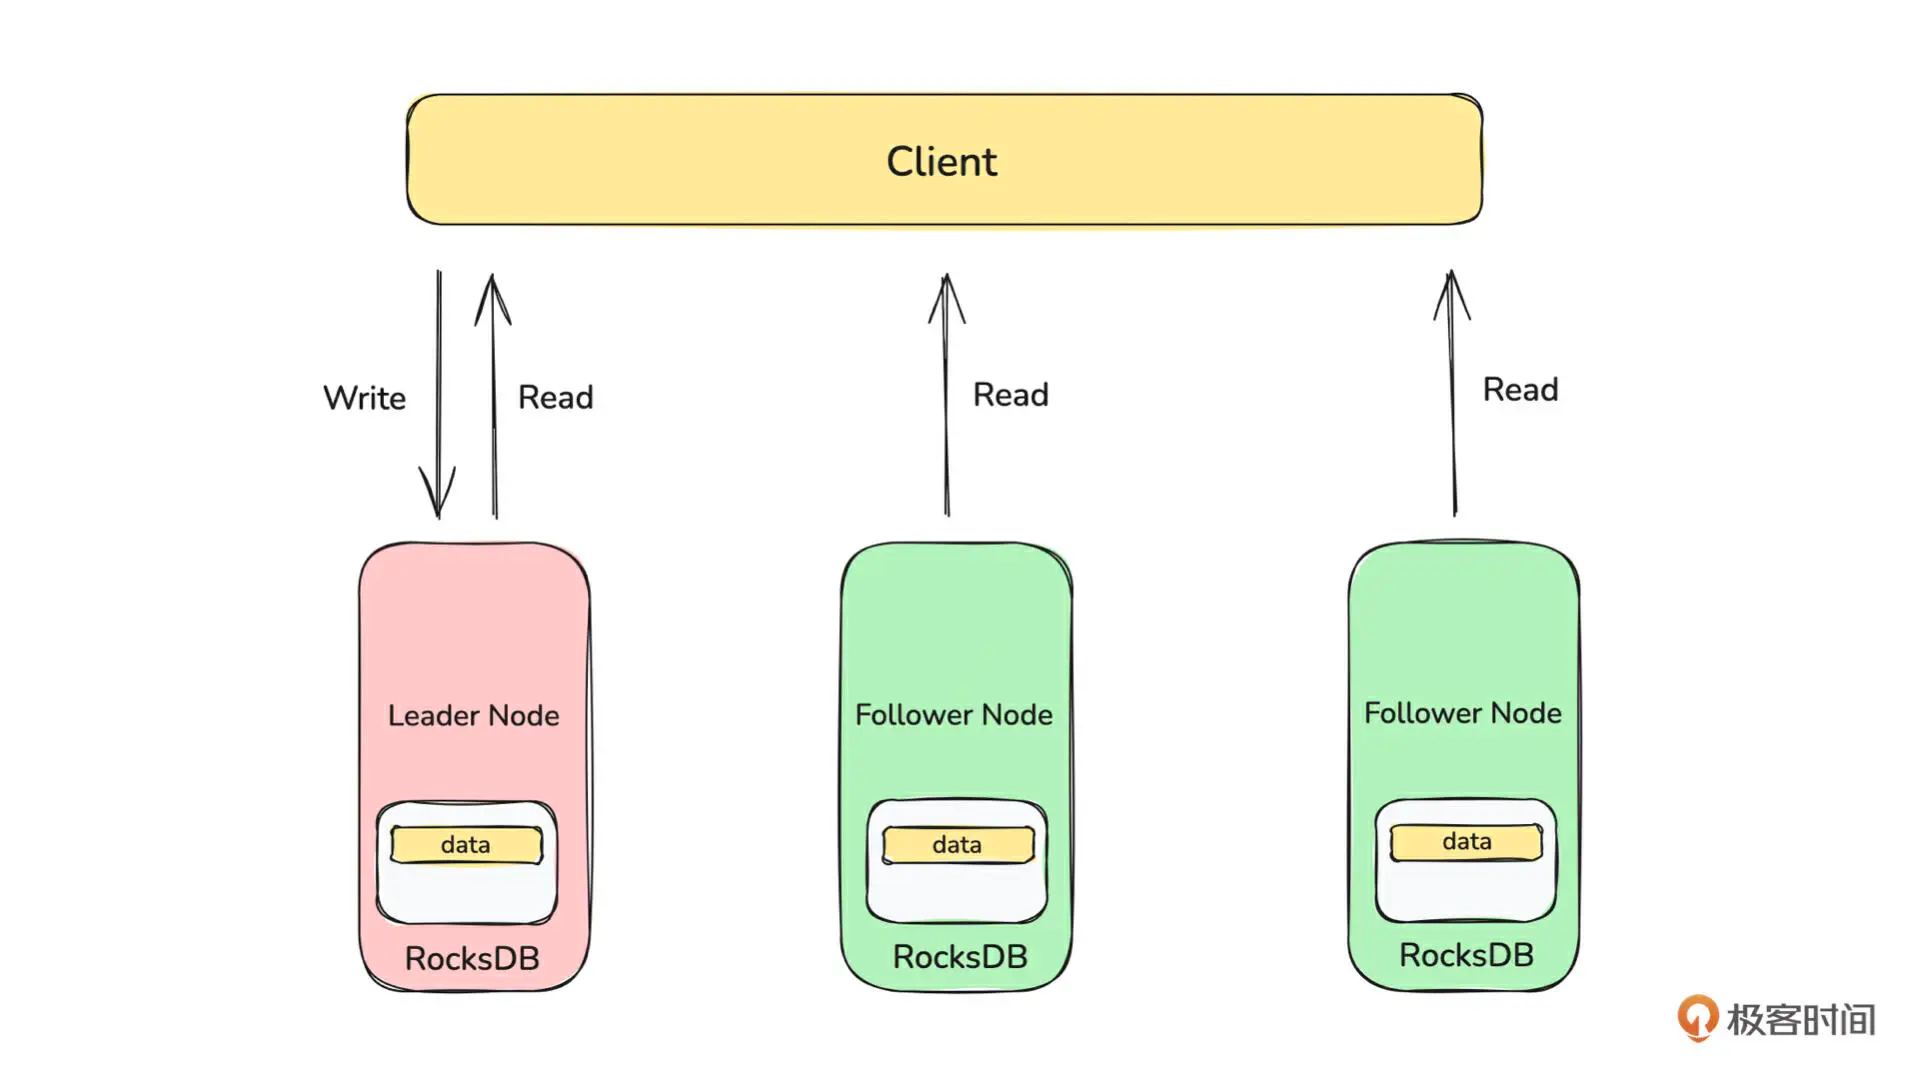 Client
Write
Read
Read
Read
Leader Node
Follower Node
Follower Node
data
data
data
RocksDB
RocksDB
RocksDB
极客时间